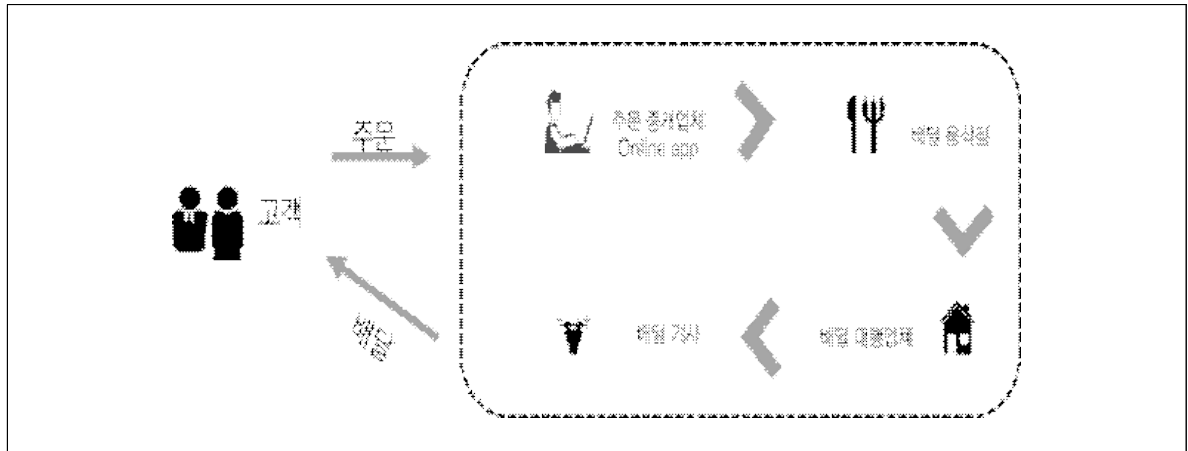 주문
주문 중개업체
Online app
배달 음식점
고객
배달
배달 기사
배달 대행업체